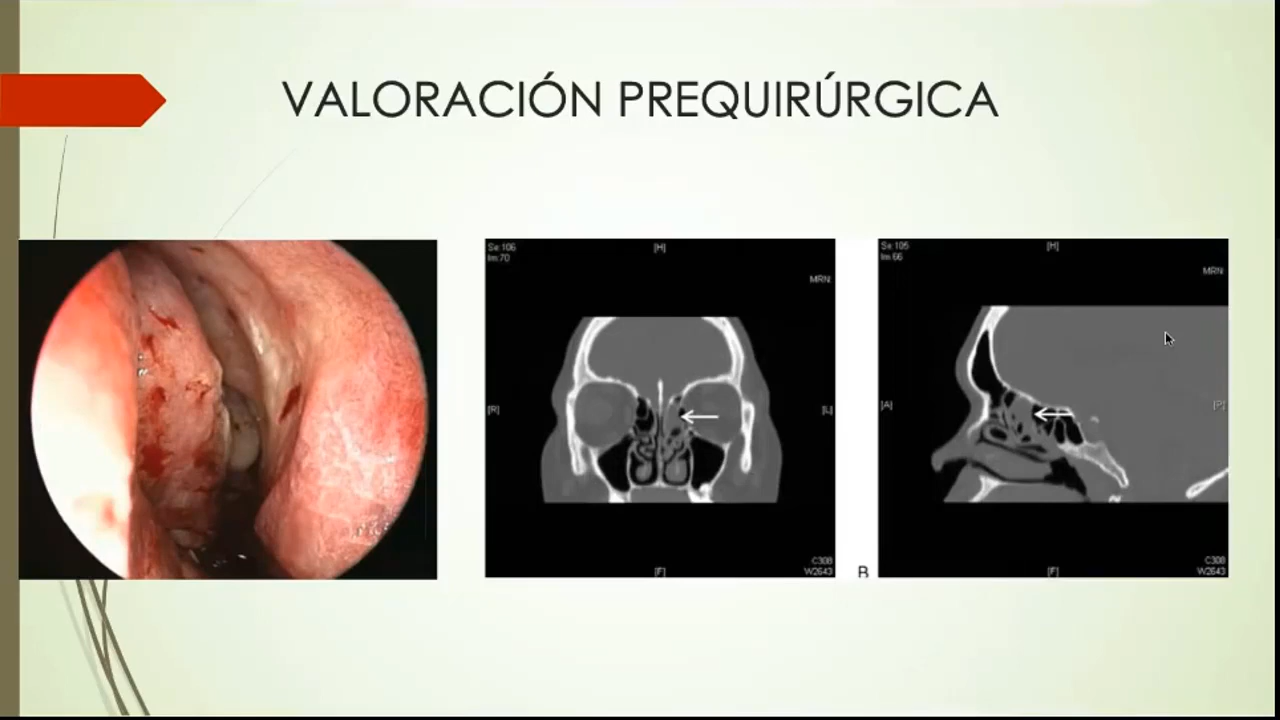 VALORACIÓN PREQUIRÚRGICA
Se:106
Im:70
[H]
MRN:
[R]
[L]
C308
W2643
[F]
B
Se:105
Im:66
[H]
MRN:
[A]
[P]
C308
W2643
[F]